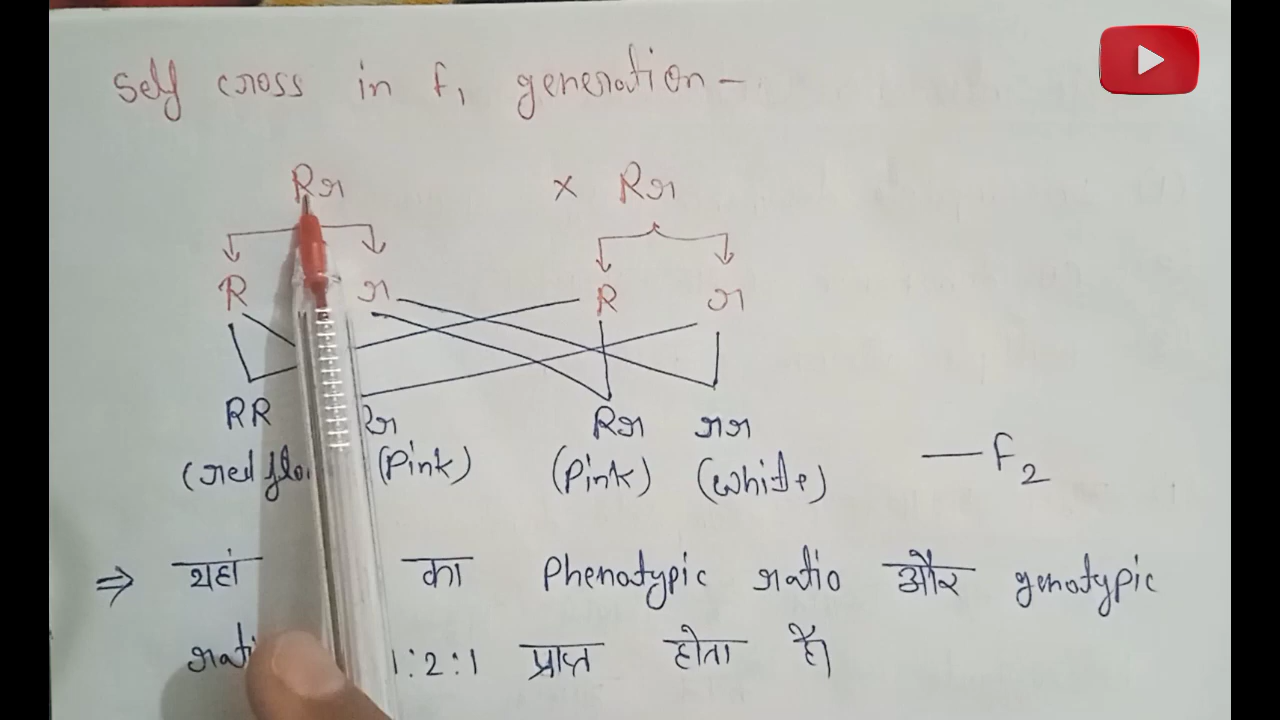 Self cross in F1 generation -
Rr × Rr
R r R r
RR Rr Rr rr
(red (Pink) (Pink) (white) — F2
⇒ यहां का Phenotypic ratio और genotypic
1:2:1 प्राप्त होता है।